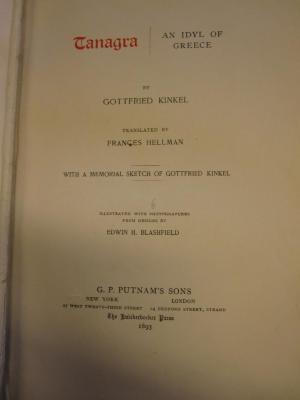 Tanagra
AN IDYL OF
GREECE
BY
GOTTFRIED KINKEL
TRANSLATED BY
FRANCES HELLMAN
WITH A MEMORIAL SKETCH OF GOTTFRIED KINKEL
6
ILLUSTRATED WITH PHOTOGRAVURES
FROM DESIGNS BY
EDWIN H. BLASHFIELD
G. P. PUTNAM'S SONS
NEW YORK LONDON
27 WEST TWENTY-THIRD STREET 24 BEDFORD STREET, STRAND
The Knickerbocker Press
1893